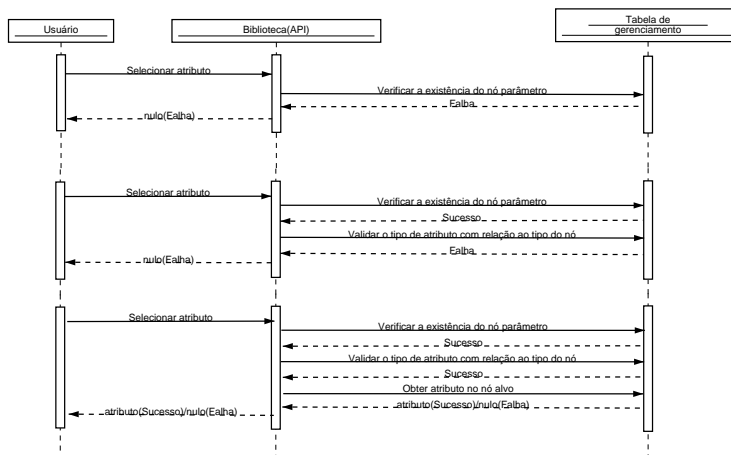 Usuário
Biblioteca(API)
Tabela de
gerenciamento
Selecionar atributo
Verificar a existência do nó parâmetro
Falha
nulo(Falha)
Selecionar atributo
Verificar a existência do nó parâmetro
Sucesso
Validar o tipo de atributo com relação ao tipo do nó
Falha
nulo(Falha)
Selecionar atributo
Verificar a existência do nó parâmetro
Sucesso
Validar o tipo de atributo com relação ao tipo do nó
Sucesso
Obter atributo no nó alvo
atributo(Sucesso)/nulo(Falha)
atributo(Sucesso)/nulo(Falha)